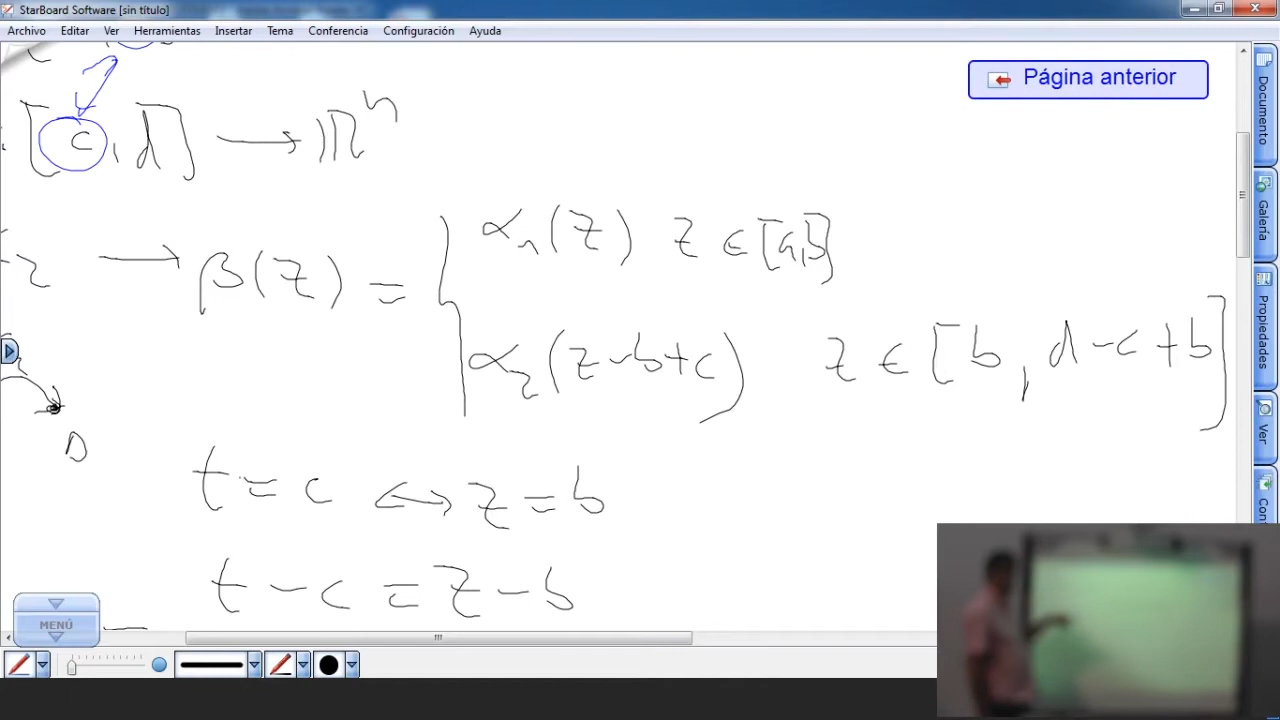 StarBoard Software [sin título]
Archivo Editar Ver Herramientas Insertar Tema Conferencia Configuración Ayuda
Página anterior
[c, d] → ℝⁿ
z → β(z) = { α₁(z) z ∈ [a,b]
α₂(z-b+c) z ∈ [b, d-c+b]
D
t = c ↔ z = b
t - c = z - b
MENÚ
Documento
Galería
Propiedades
Ver
Cont